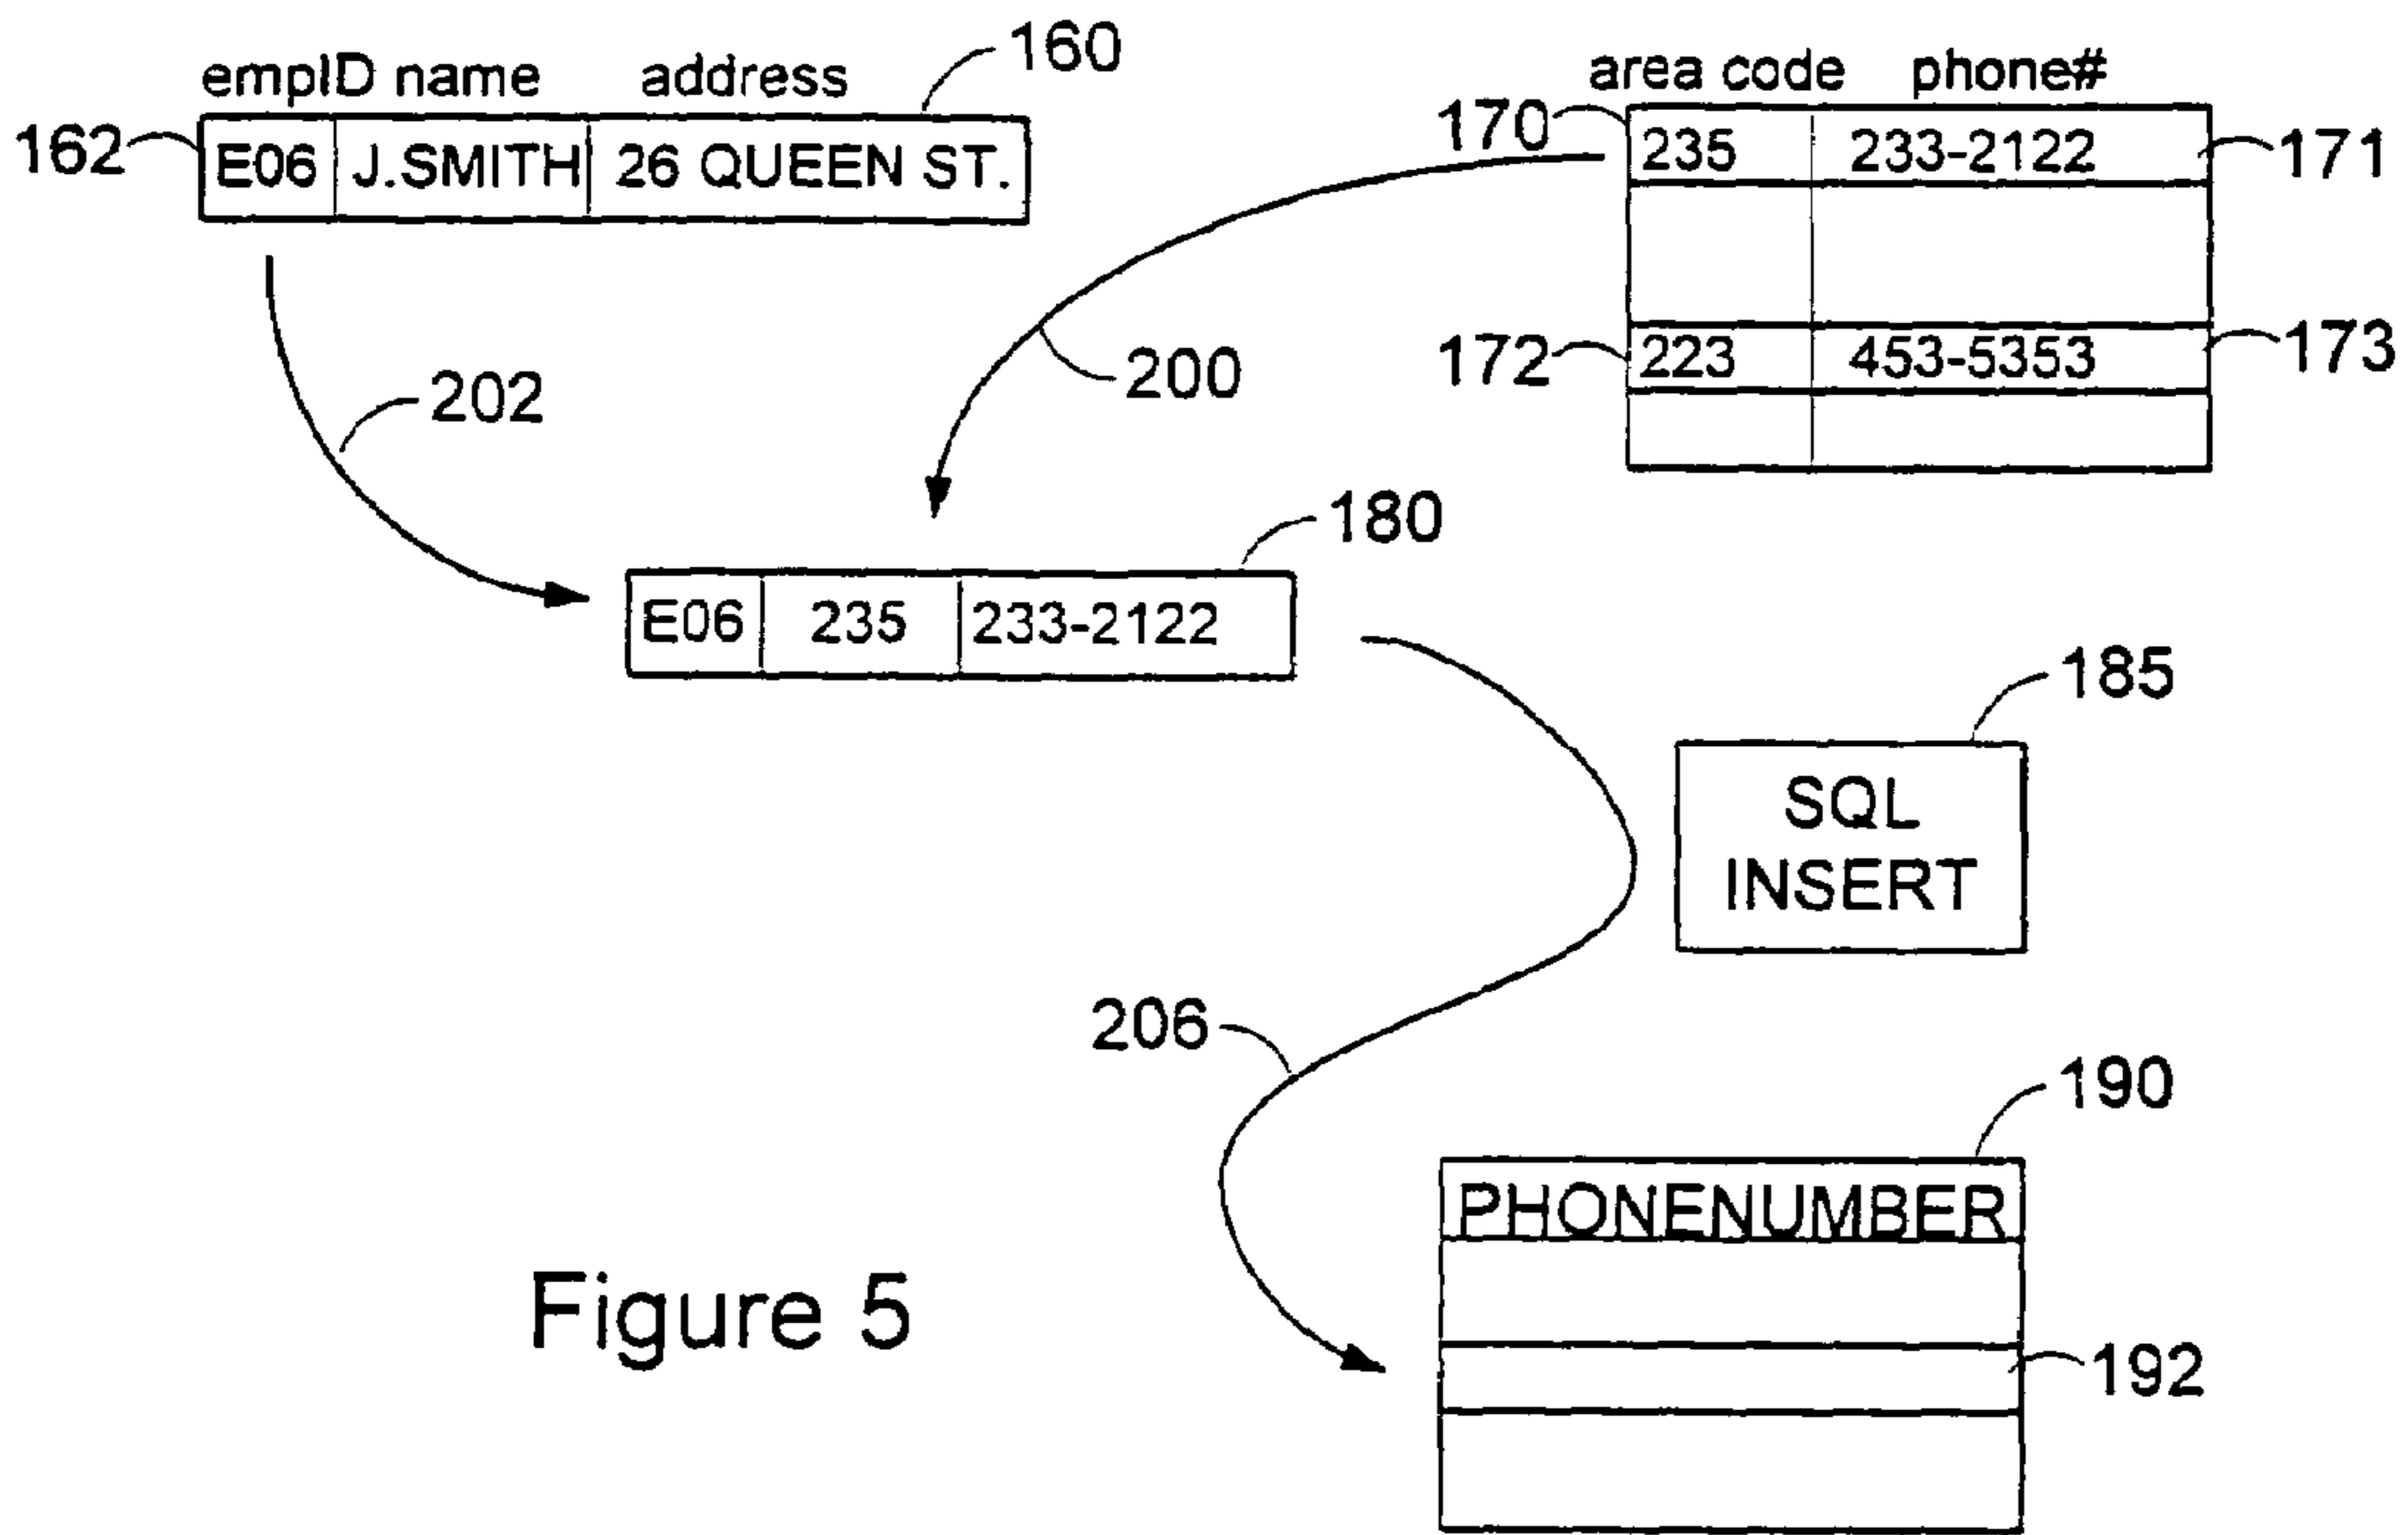 empID name address 160
162 E06 J.SMITH 26 QUEEN ST.
area code phone#
170 235 233-2122 171
172 223 453-5353 173
202
200
180
E06 235 233-2122
185
SQL
INSERT
206
190
PHONENUMBER
192
Figure 5